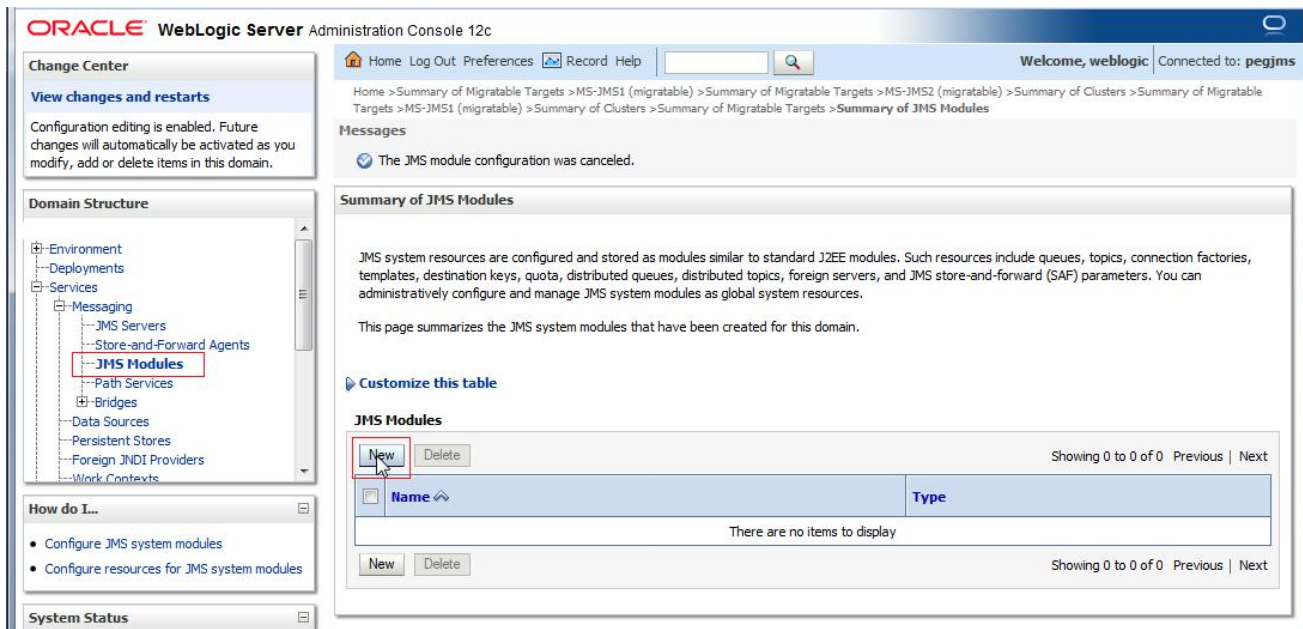 ORACLE WebLogic Server Administration Console 12c
Change Center
View changes and restarts
Configuration editing is enabled. Future
changes will automatically be activated as you
modify, add or delete items in this domain.
Domain Structure
Environment
Deployments
Services
Messaging
JMS Servers
Store-and-Forward Agents
JMS Modules
Path Services
Bridges
Data Sources
Persistent Stores
Foreign JNDI Providers
Work Contexts
How do I...
Configure JMS system modules
Configure resources for JMS system modules
System Status
Home Log Out Preferences Record Help
Welcome, weblogic Connected to: pegjms
Home >Summary of Migratable Targets >MS-JMS1 (migratable) >Summary of Migratable Targets >MS-JMS2 (migratable) >Summary of Clusters >Summary of Migratable
Targets >MS-JMS1 (migratable) >Summary of Clusters >Summary of Migratable Targets >Summary of JMS Modules
Messages
The JMS module configuration was canceled.
Summary of JMS Modules
JMS system resources are configured and stored as modules similar to standard J2EE modules. Such resources include queues, topics, connection factories,
templates, destination keys, quota, distributed queues, distributed topics, foreign servers, and JMS store-and-forward (SAF) parameters. You can
administratively configure and manage JMS system modules as global system resources.
This page summarizes the JMS system modules that have been created for this domain.
Customize this table
JMS Modules
New Delete Showing 0 to 0 of 0 Previous | Next
Name Type
There are no items to display
New Delete Showing 0 to 0 of 0 Previous | Next